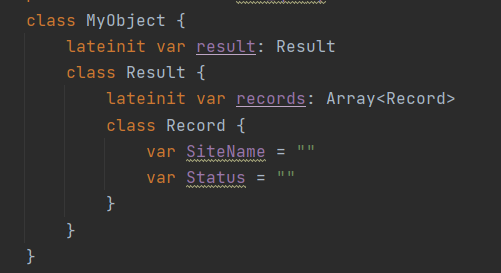 class MyObject {
lateinit var result: Result
class Result {
lateinit var records: Array<Record>
class Record {
var SiteName = ""
var Status = ""
}
}
}